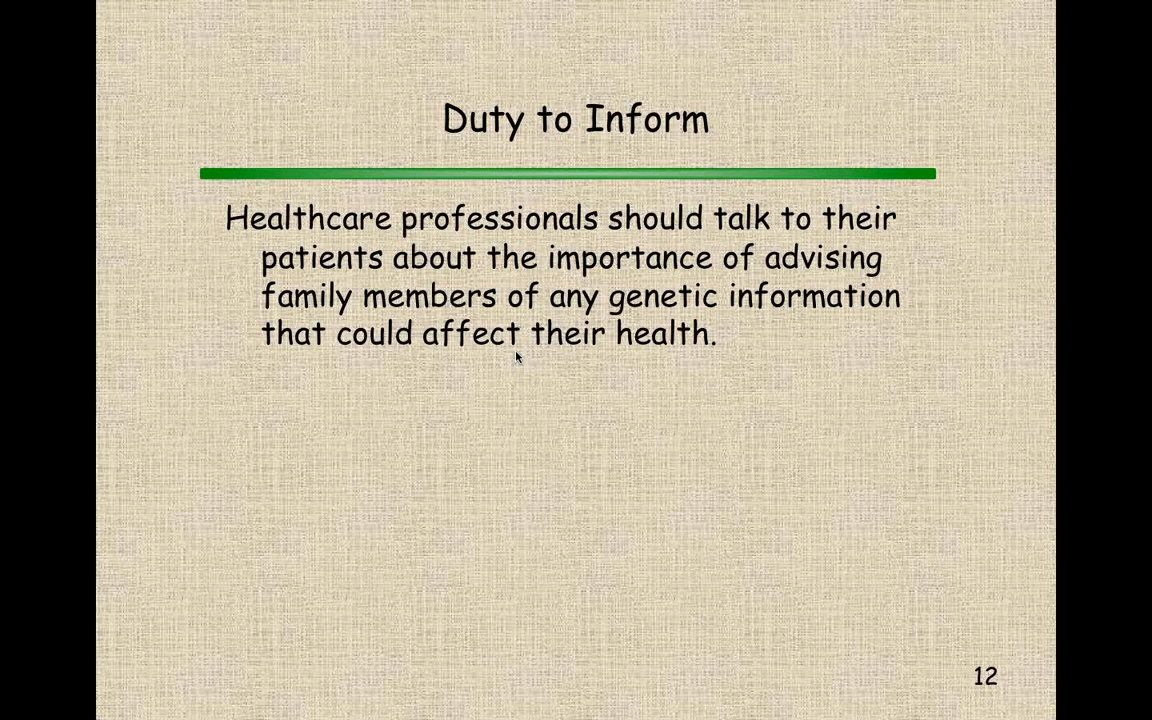 Duty to Inform
Healthcare professionals should talk to their
patients about the importance of advising
family members of any genetic information
that could affect their health.
12